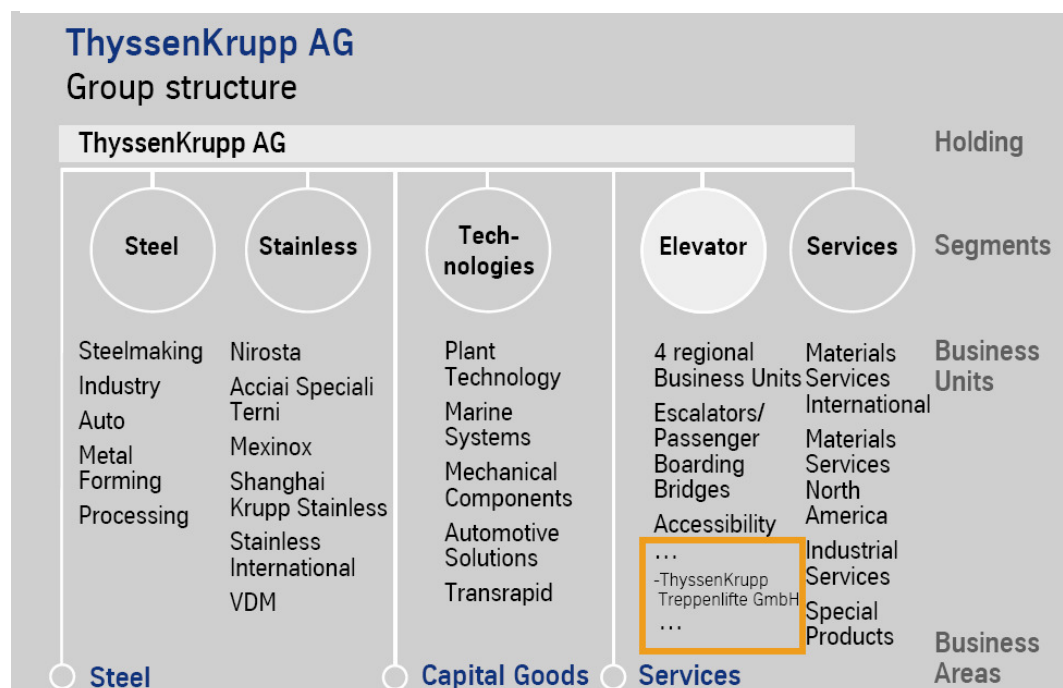 ThyssenKrupp AG
Group structure
ThyssenKrupp AG
Holding
Steel
Stainless
Tech-
nologies
Elevator
Services
Segments
Steelmaking
Industry
Auto
Metal
Forming
Processing
Nirosta
Acciai Speciali
Terni
Mexinox
Shanghai
Krupp Stainless
Stainless
International
VDM
Plant
Technology
Marine
Systems
Mechanical
Components
Automotive
Solutions
Transrapid
4 regional
Business Units
Escalators/
Passenger
Boarding
Bridges
Accessibility
...
-ThyssenKrupp
Treppenlifte GmbH
...
Materials
Services
International
Materials
Services
North
America
Industrial
Services
Special
Products
Business
Units
Steel
Capital Goods
Services
Business
Areas